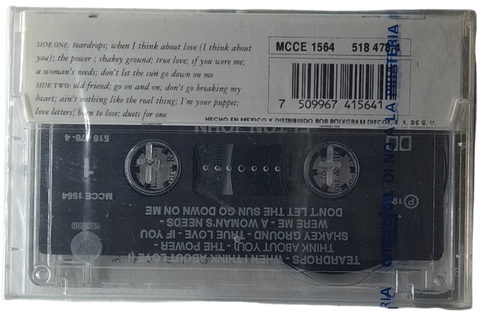 SIDE ONE: teardrops; when I think about love (I think about
you); the power ; shakey ground; true love; if you were me;
a woman's needs; don't let the sun go down on me
SIDE TWO: old friend; go on and on; don't go breaking my
heart; ain't nothing like the real thing; I'm your puppet;
love letters; born to lose; duets for one
MCCE 1564 518 478-4
7 509967 415641
HECHO EN MEXICO Y DISTRIBUIDO POR POLYGRAM DISCOS, S.A. DE C.V.
ELTON JOHN
518 478-4
MCCE 1564
TEARDROPS - WHEN I THINK ABOUT LOVE (I
THINK ABOUT YOU) - THE POWER -
SHAKEY GROUND - TRUE LOVE - IF YOU
WERE ME - A WOMAN'S NEEDS -
DON'T LET THE SUN GO DOWN ON ME